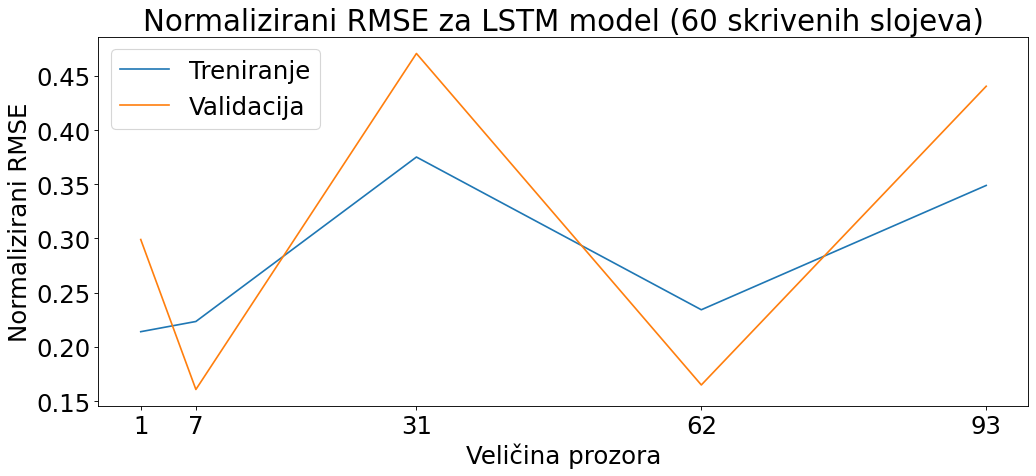 Normalizirani RMSE za LSTM model (60 skrivenih slojeva)
Treniranje
Validacija
Normalizirani RMSE
0.45
0.40
0.35
0.30
0.25
0.20
0.15
1 7 31 62 93
Veličina prozora